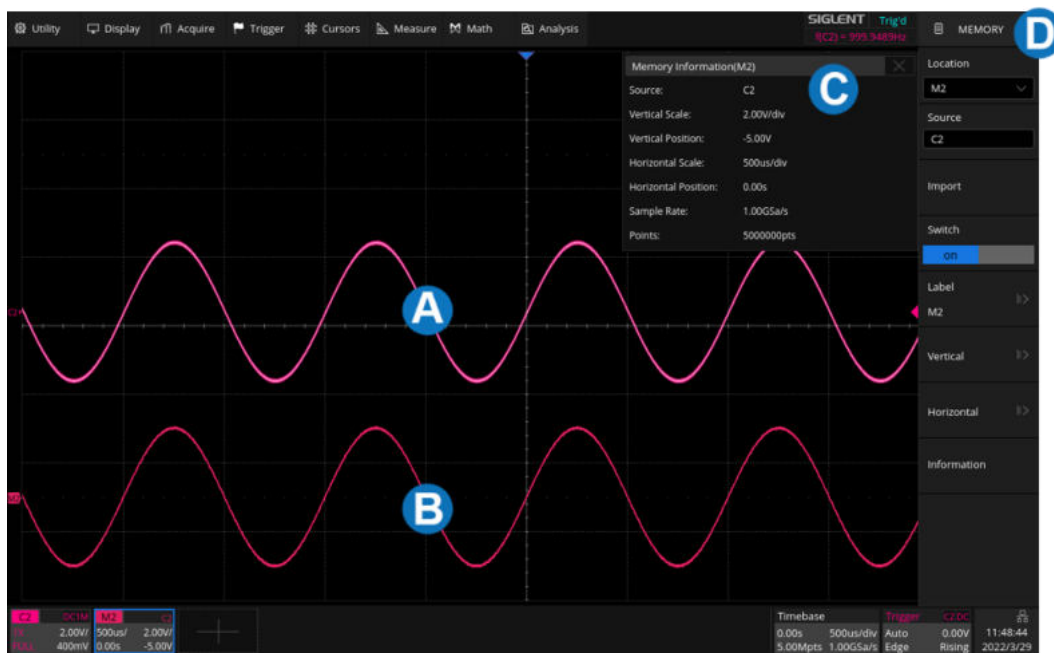 Utility Display Acquire Trigger Cursors Measure Math Analysis
SIGLENT Trig'd
f(C2) = 999.9489Hz
MEMORY
D
Memory Information(M2)
C
Source: C2
Vertical Scale: 2.00V/div
Vertical Position: -5.00V
Horizontal Scale: 500us/div
Horizontal Position: 0.00s
Sample Rate: 1.00GSa/s
Points: 5000000pts
Location
M2
Source
C2
Import
Switch
on
Label
M2
Vertical
Horizontal
Information
C2
A
M2
B
C2 DC1M
1X 2.00V/
FULL 400mV
M2 C2
500us/ 2.00V/
0.00s -5.00V
Timebase
0.00s 500us/div
5.00Mpts 1.00GSa/s
Trigger C2 DC
Auto 0.00V
Edge Rising
11:48:44
2022/3/29